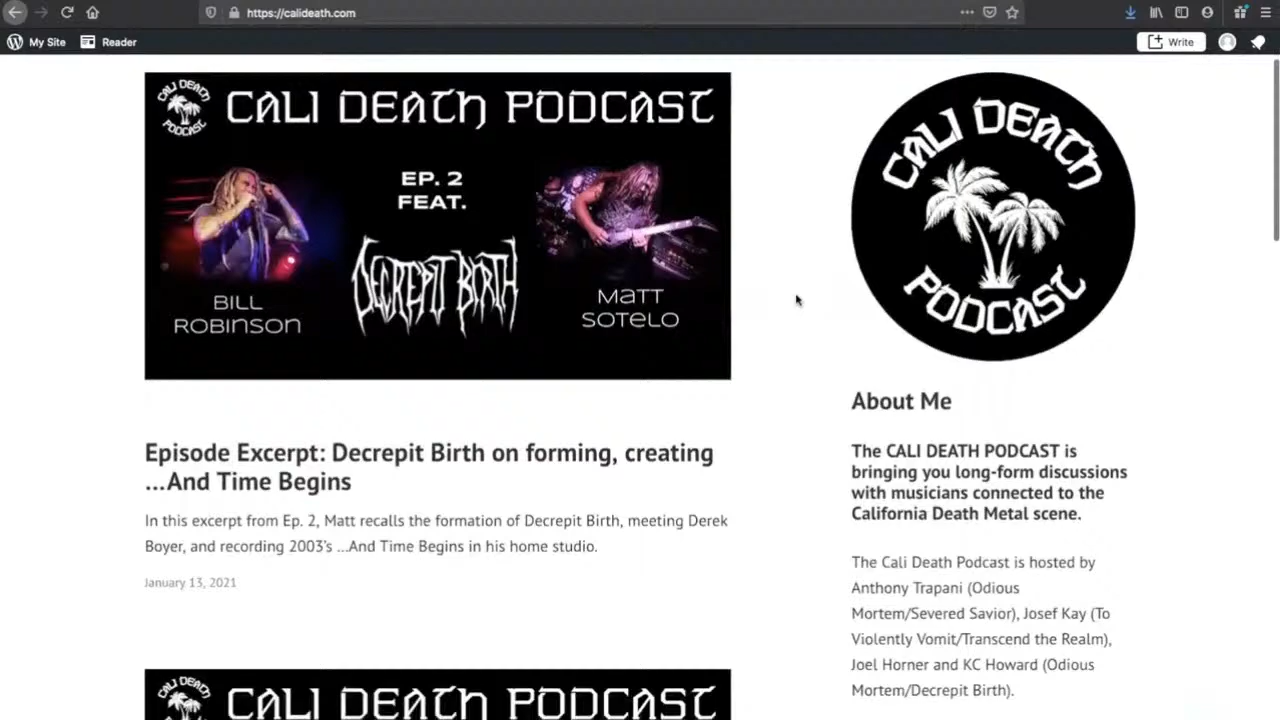 https://calideath.com
My Site
Reader
Write
CALI DEATH PODCAST
CALI DEATH PODCAST
EP. 2
FEAT.
BILL
ROBINSON
DECREPIT BIRTH
MATT
SOTELO
Episode Excerpt: Decrepit Birth on forming, creating
…And Time Begins
In this excerpt from Ep. 2, Matt recalls the formation of Decrepit Birth, meeting Derek
Boyer, and recording 2003's …And Time Begins in his home studio.
January 13, 2021
CALI DEATH
PODCAST
CALI DEATH PODCAST
CALI DEATH
PODCAST
About Me
The CALI DEATH PODCAST is
bringing you long-form discussions
with musicians connected to the
California Death Metal scene.
The Cali Death Podcast is hosted by
Anthony Trapani (Odious
Mortem/Severed Savior), Josef Kay (To
Violently Vomit/Transcend the Realm),
Joel Horner and KC Howard (Odious
Mortem/Decrepit Birth).